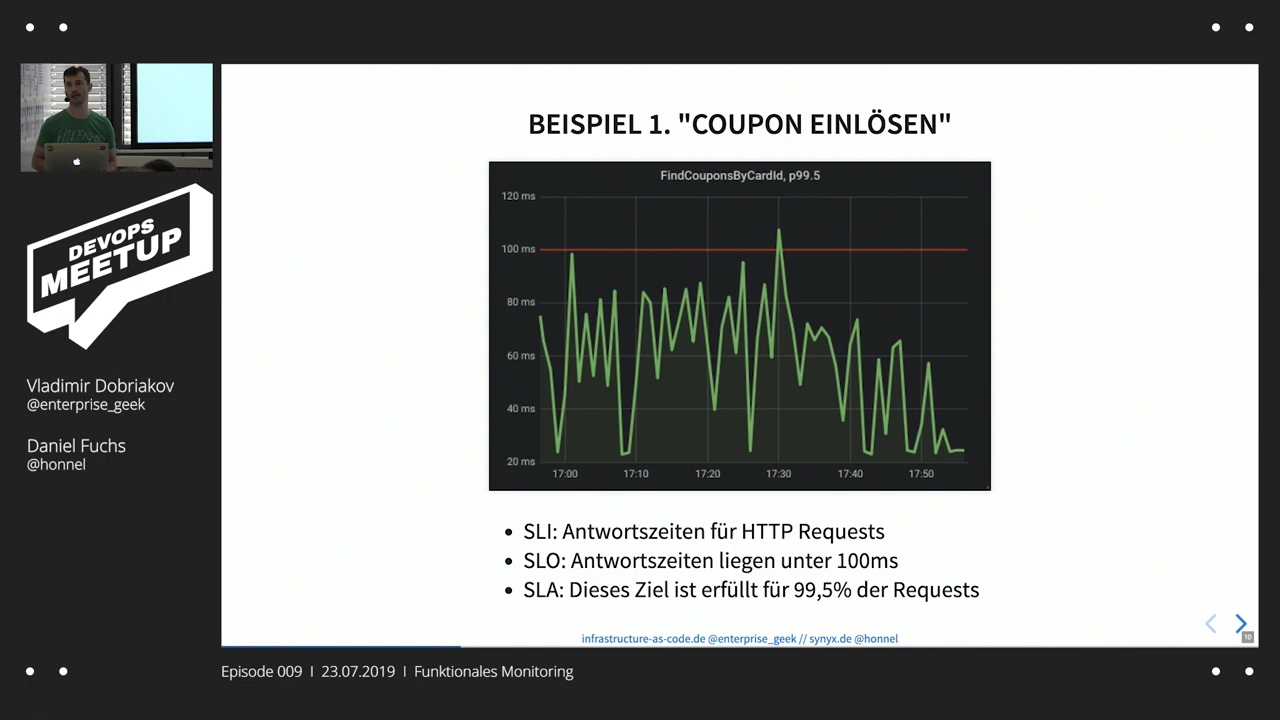 DEVOPS
MEETUP
Vladimir Dobriakov
@enterprise_geek
Daniel Fuchs
@honnel
BEISPIEL 1. "COUPON EINLÖSEN"
FindCouponsByCardId, p99.5
120 ms
100 ms
80 ms
60 ms
40 ms
20 ms
17:00 17:10 17:20 17:30 17:40 17:50
• SLI: Antwortszeiten für HTTP Requests
• SLO: Antwortszeiten liegen unter 100ms
• SLA: Dieses Ziel ist erfüllt für 99,5% der Requests
infrastructure-as-code.de @enterprise_geek // synyx.de @honnel
10
Episode 009 I 23.07.2019 I Funktionales Monitoring